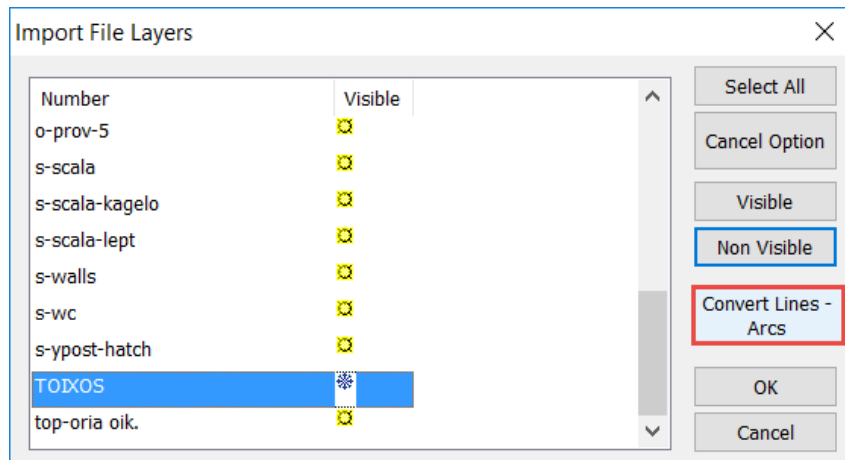 Import File Layers
Number Visible
o-prov-5
s-scala
s-scala-kagelo
s-scala-lept
s-walls
s-wc
s-ypost-hatch
TOIXOS
top-oria oik.
Select All
Cancel Option
Visible
Non Visible
Convert Lines -
Arcs
OK
Cancel